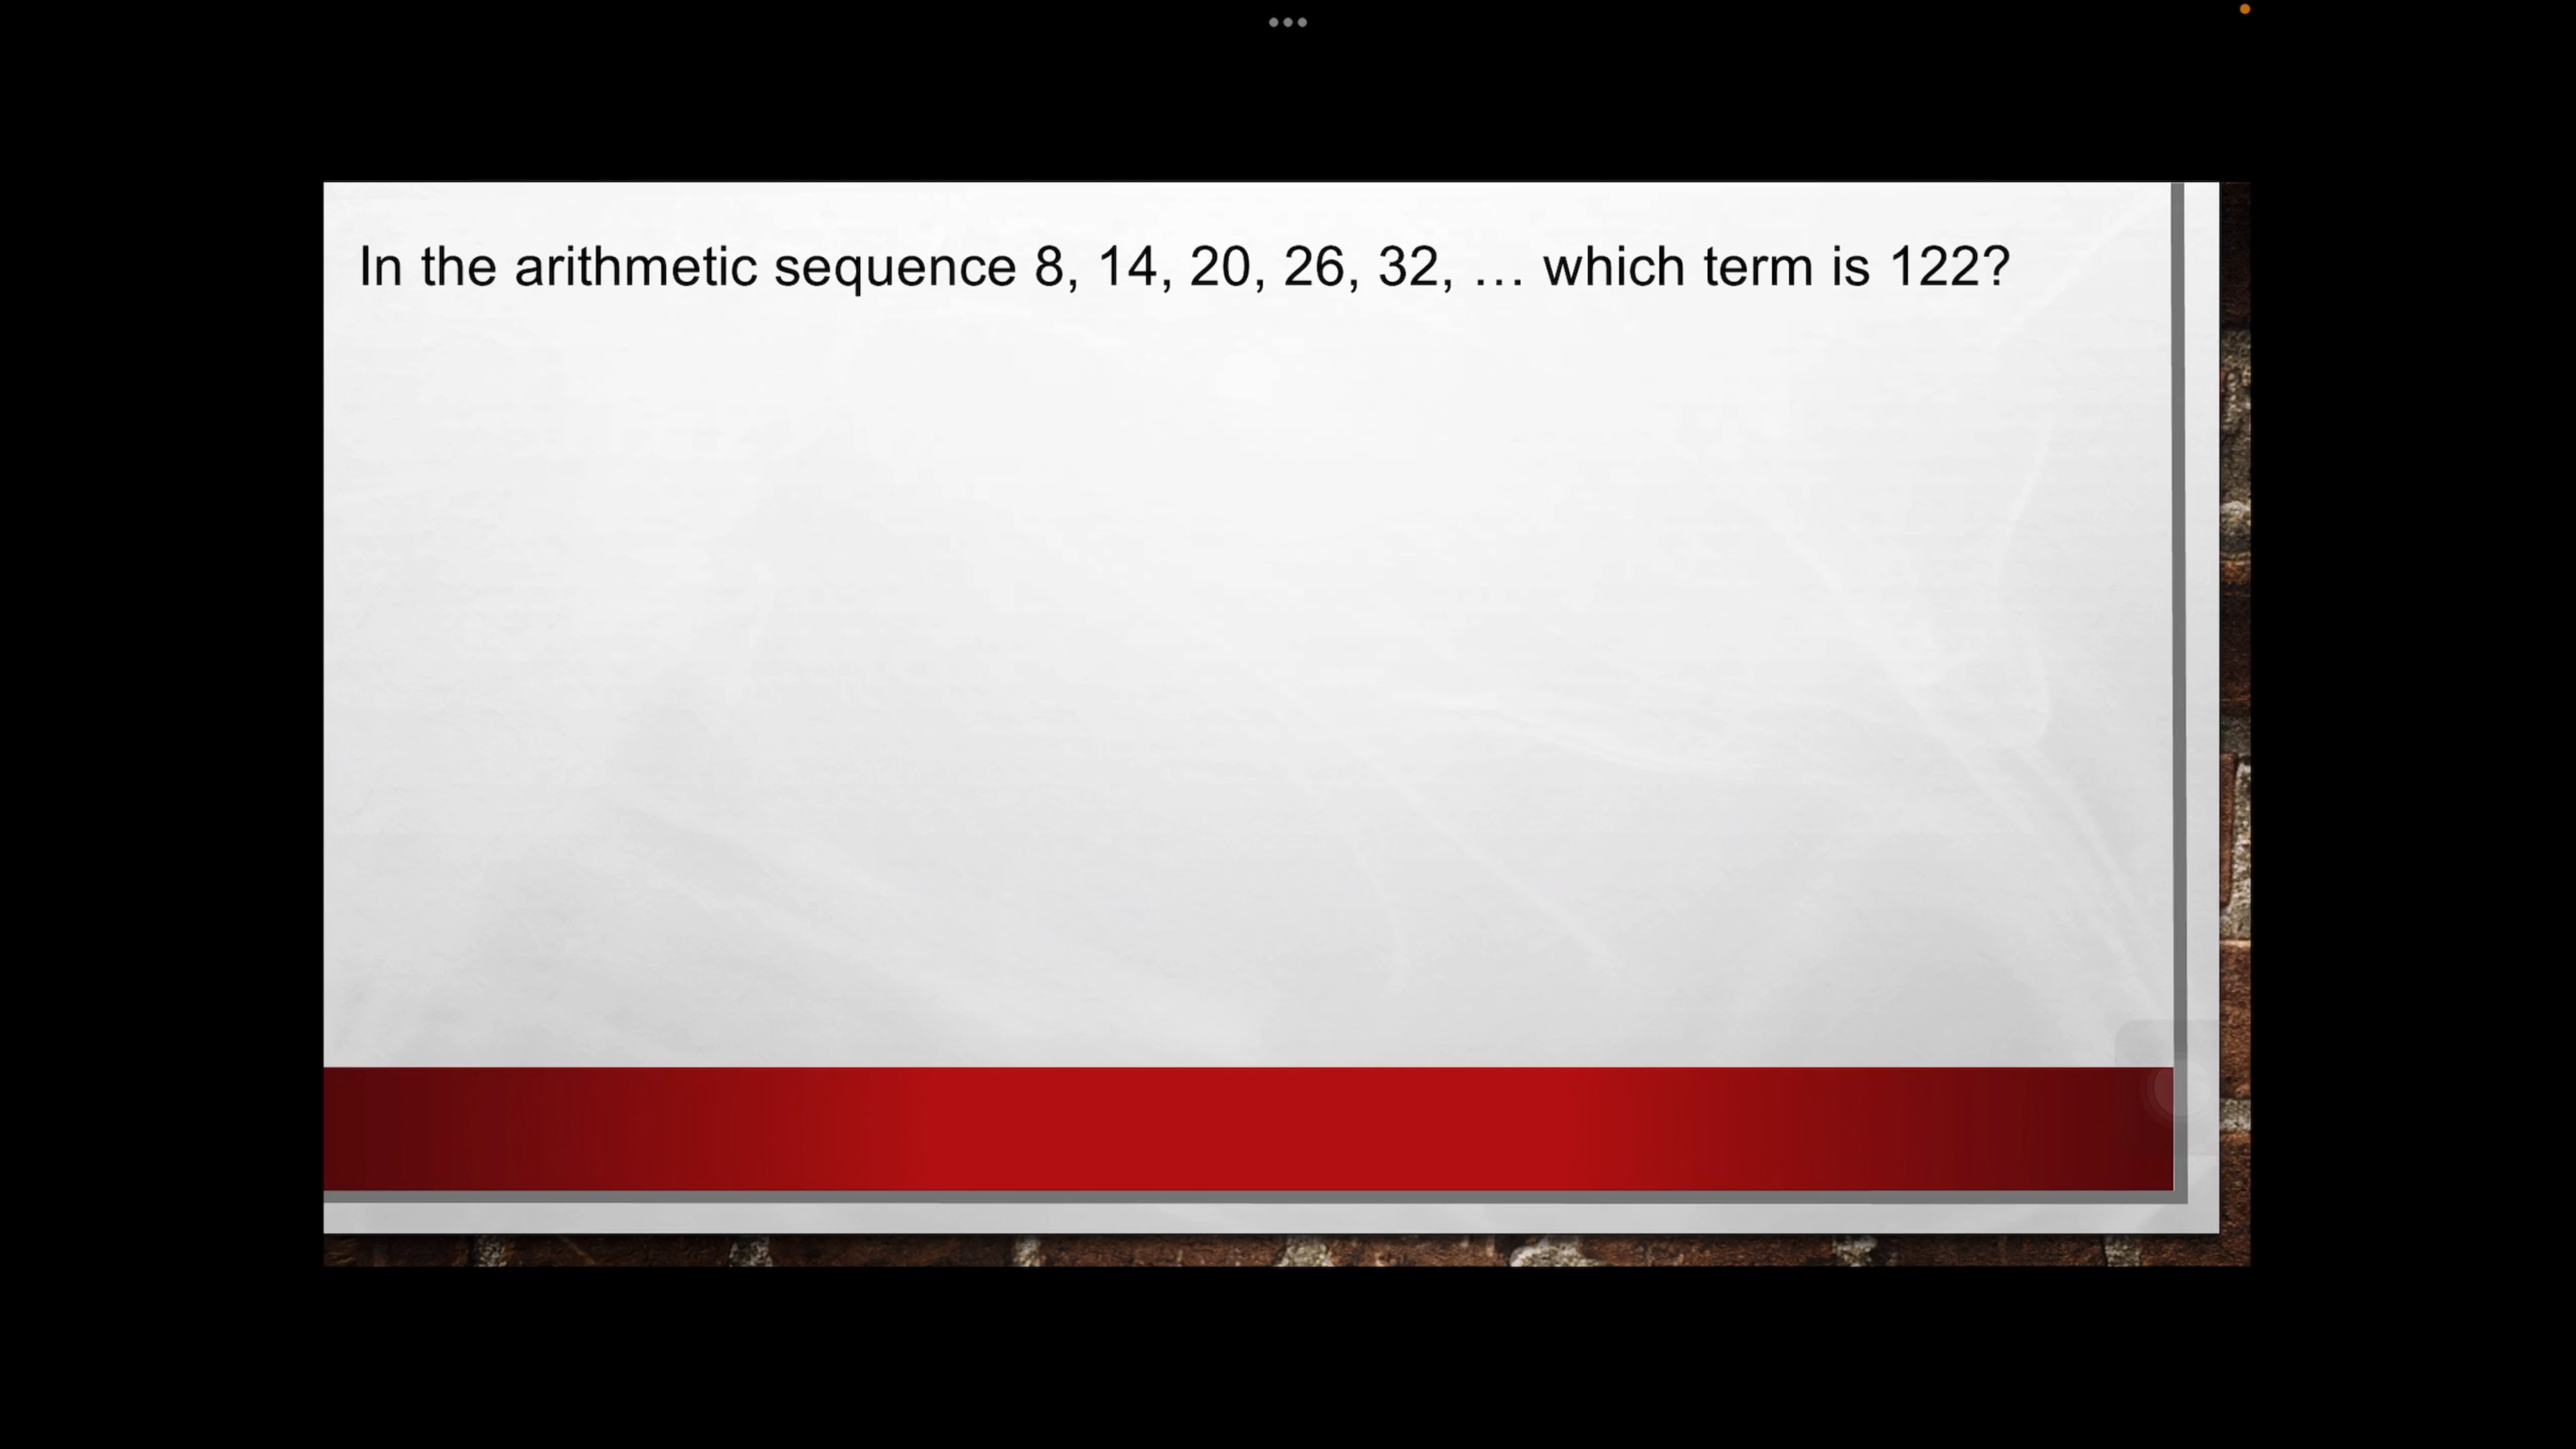 In the arithmetic sequence 8, 14, 20, 26, 32, … which term is 122?